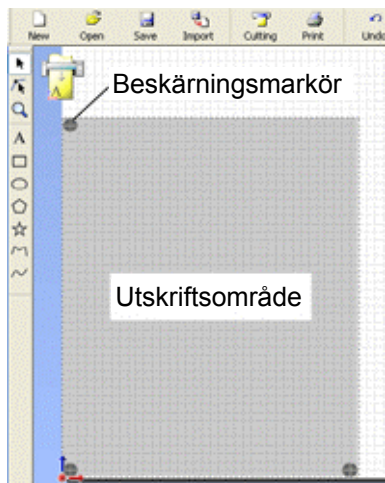 New Open Save Import Cutting Print Undo
Beskärningsmarkör
A
A
Utskriftsområde